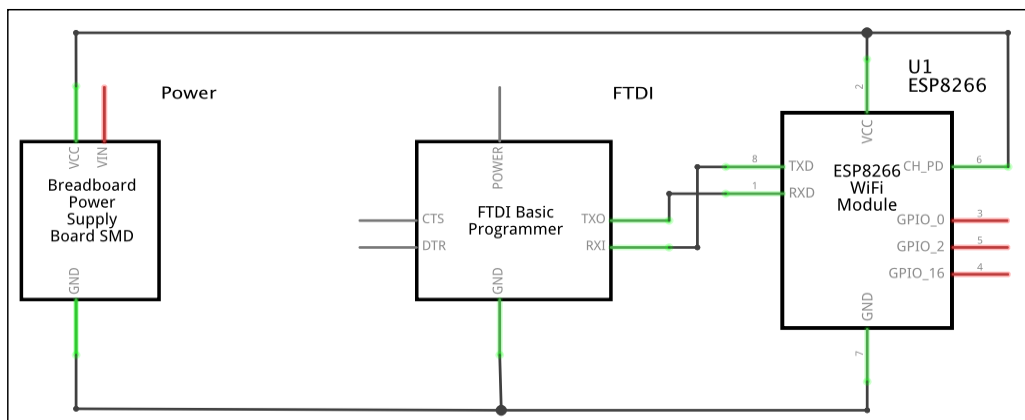 Power
FTDI
U1
ESP8266
VCC
VIN
Breadboard
Power
Supply
Board SMD
GND
POWER
CTS
DTR
FTDI Basic
Programmer
TXO
RXI
GND
2
VCC
8
TXD
1
RXD
ESP8266
WiFi
Module
CH_PD
6
GPIO_0
3
GPIO_2
5
GPIO_16
4
GND
7